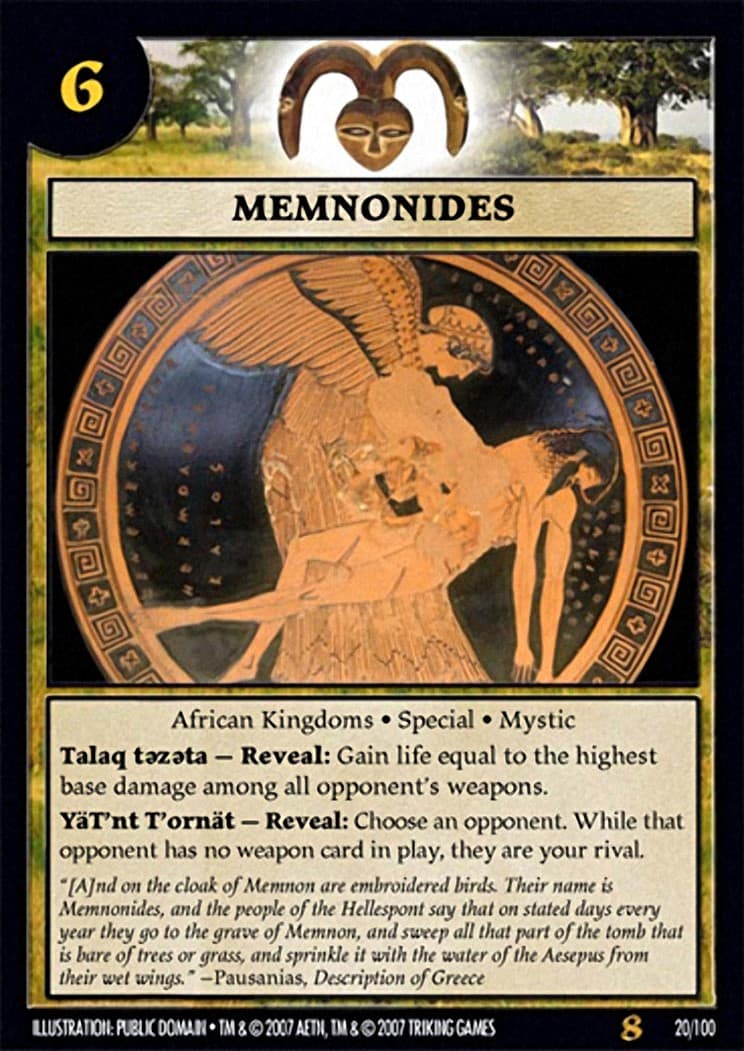 6
MEMNONIDES
HERMOGEN
KALOS
African Kingdoms • Special • Mystic
Talaq təzəta — Reveal: Gain life equal to the highest
base damage among all opponent's weapons.
YäT'nt T'ornät — Reveal: Choose an opponent. While that
opponent has no weapon card in play, they are your rival.
"[A]nd on the cloak of Memnon are embroidered birds. Their name is
Memnonides, and the people of the Hellespont say that on stated days every
year they go to the grave of Memnon, and sweep all that part of the tomb that
is bare of trees or grass, and sprinkle it with the water of the Aesepus from
their wet wings." —Pausanias, Description of Greece
ILLUSTRATION: PUBLIC DOMAIN • TM & © 2007 AETN, TM & © 2007 TRIKING GAMES
8
20/100